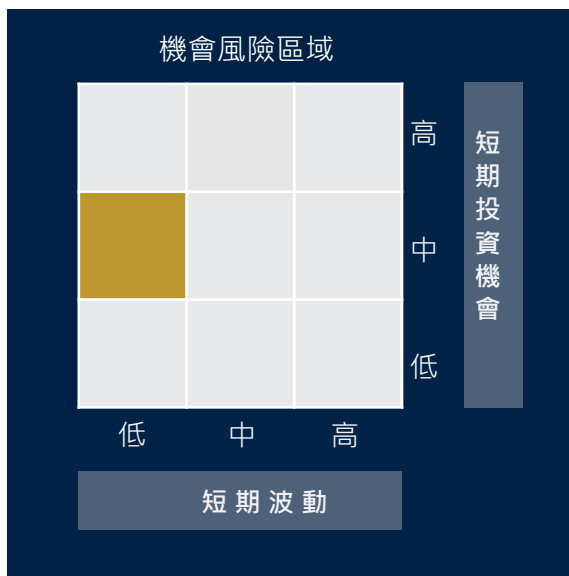 機會風險區域
高
中
低
短期投資機會
低 中 高
短期波動